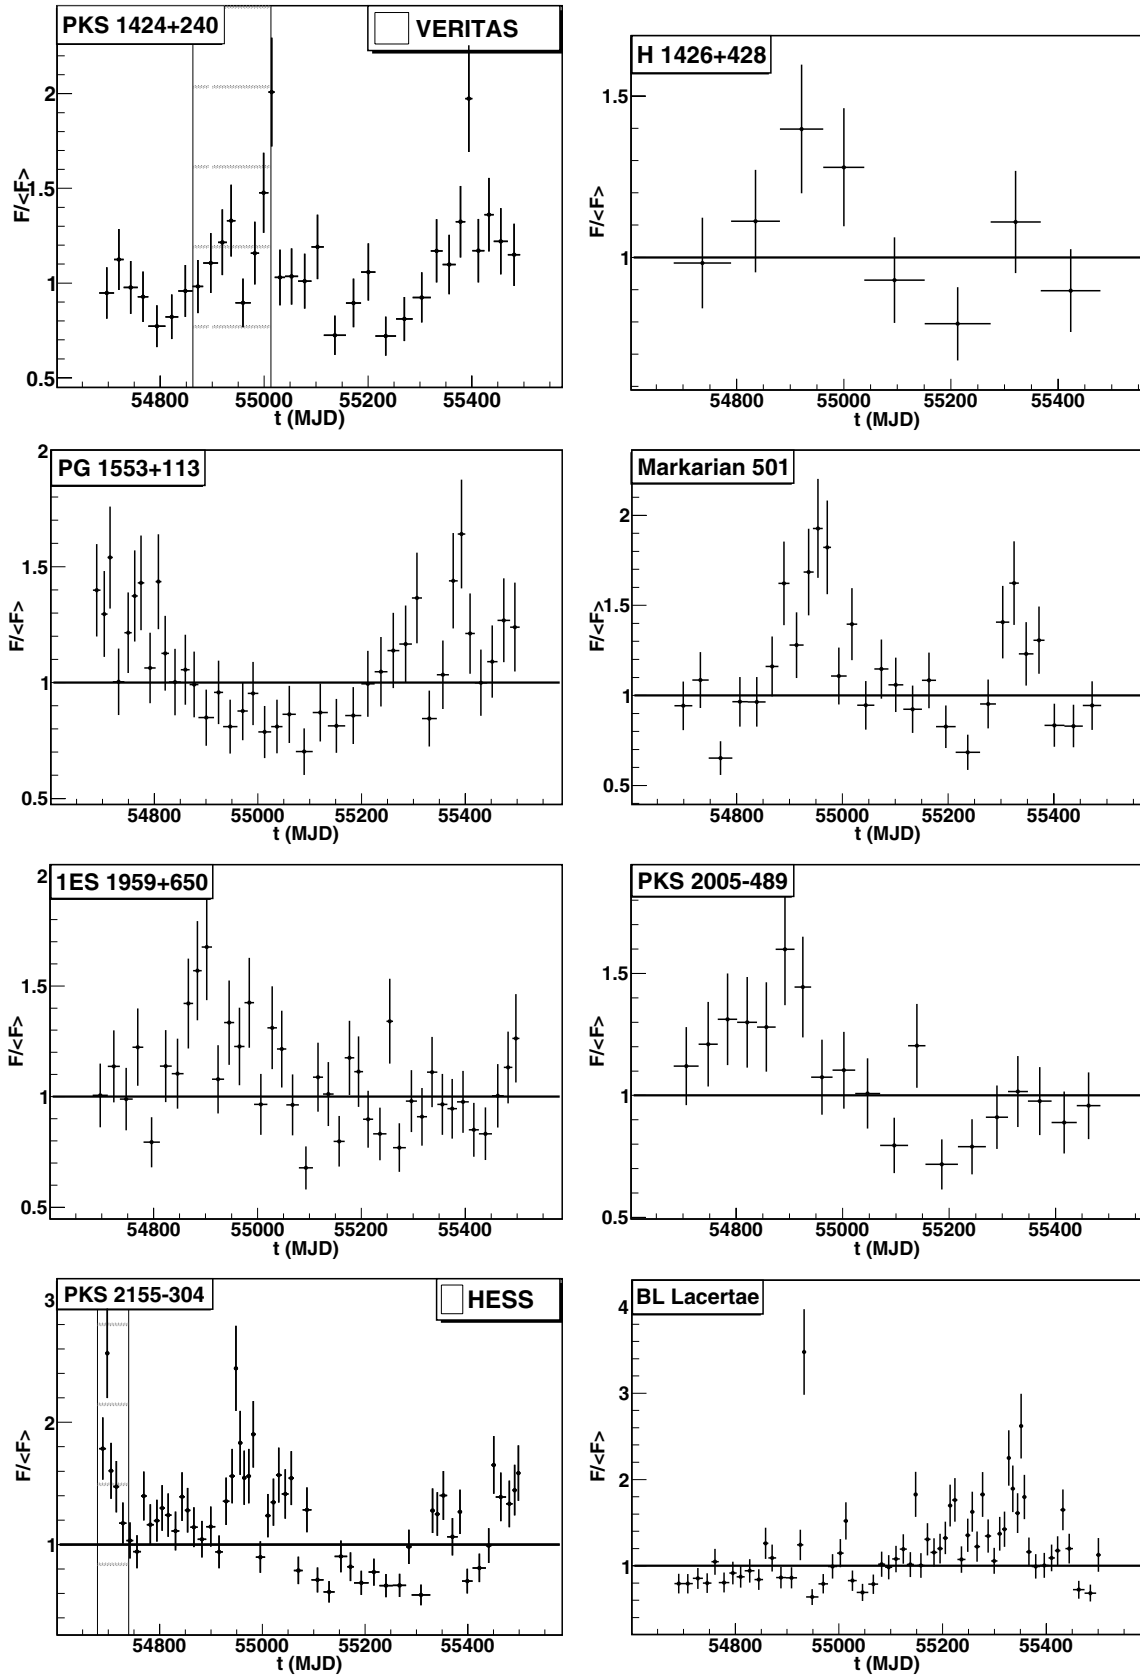 PKS 1424+240
VERITAS
2
1.5
1
0.5
F/<F>
54800 55000 55200 55400
t (MJD)
H 1426+428
1.5
1
F/<F>
54800 55000 55200 55400
t (MJD)
PG 1553+113
2
1.5
1
0.5
F/<F>
54800 55000 55200 55400
t (MJD)
Markarian 501
2
1.5
1
0.5
F/<F>
54800 55000 55200 55400
t (MJD)
1ES 1959+650
2
1.5
1
0.5
F/<F>
54800 55000 55200 55400
t (MJD)
PKS 2005-489
1.5
1
0.5
F/<F>
54800 55000 55200 55400
t (MJD)
PKS 2155-304
HESS
3
2
1
F/<F>
54800 55000 55200 55400
t (MJD)
BL Lacertae
4
3
2
1
F/<F>
54800 55000 55200 55400
t (MJD)